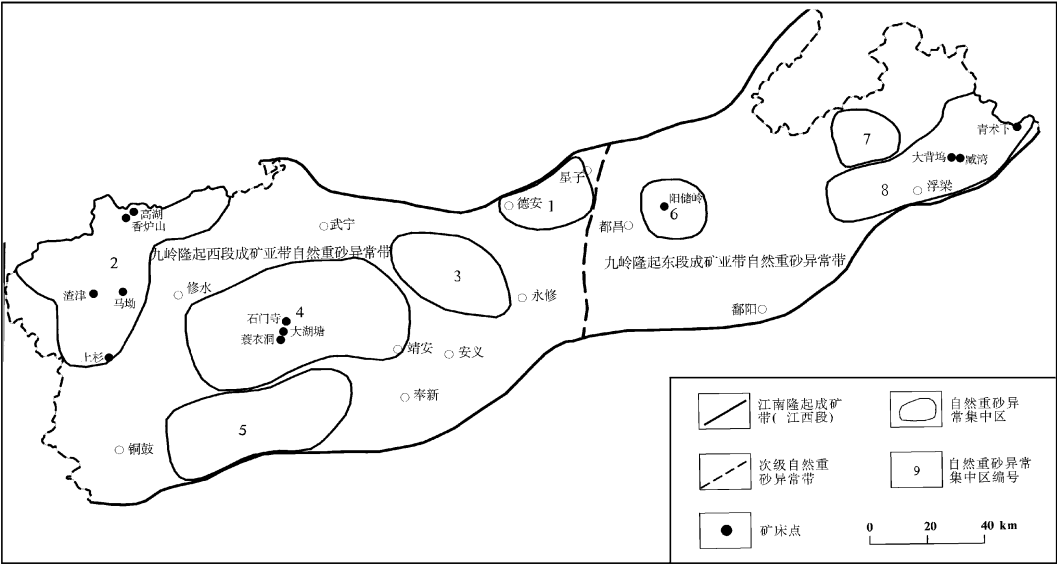 青术下
7
大背坞
臧湾
星子
8
浮梁
德安
1
阳储岭
6
高湖
香炉山
武宁
都昌
九岭隆起西段成矿亚带自然重砂异常带
九岭隆起东段成矿亚带自然重砂异常带
2
3
渣津
马坳
修水
永修
石门寺
4
大湖塘
蓑衣洞
鄱阳
上杉
靖安
安义
奉新
5
铜鼓
江南隆起成矿
带( 江西段)
自然重砂异
常集中区
次级自然重
砂异常带
9
自然重砂异常
集中区编号
矿床点
0 20 40 km